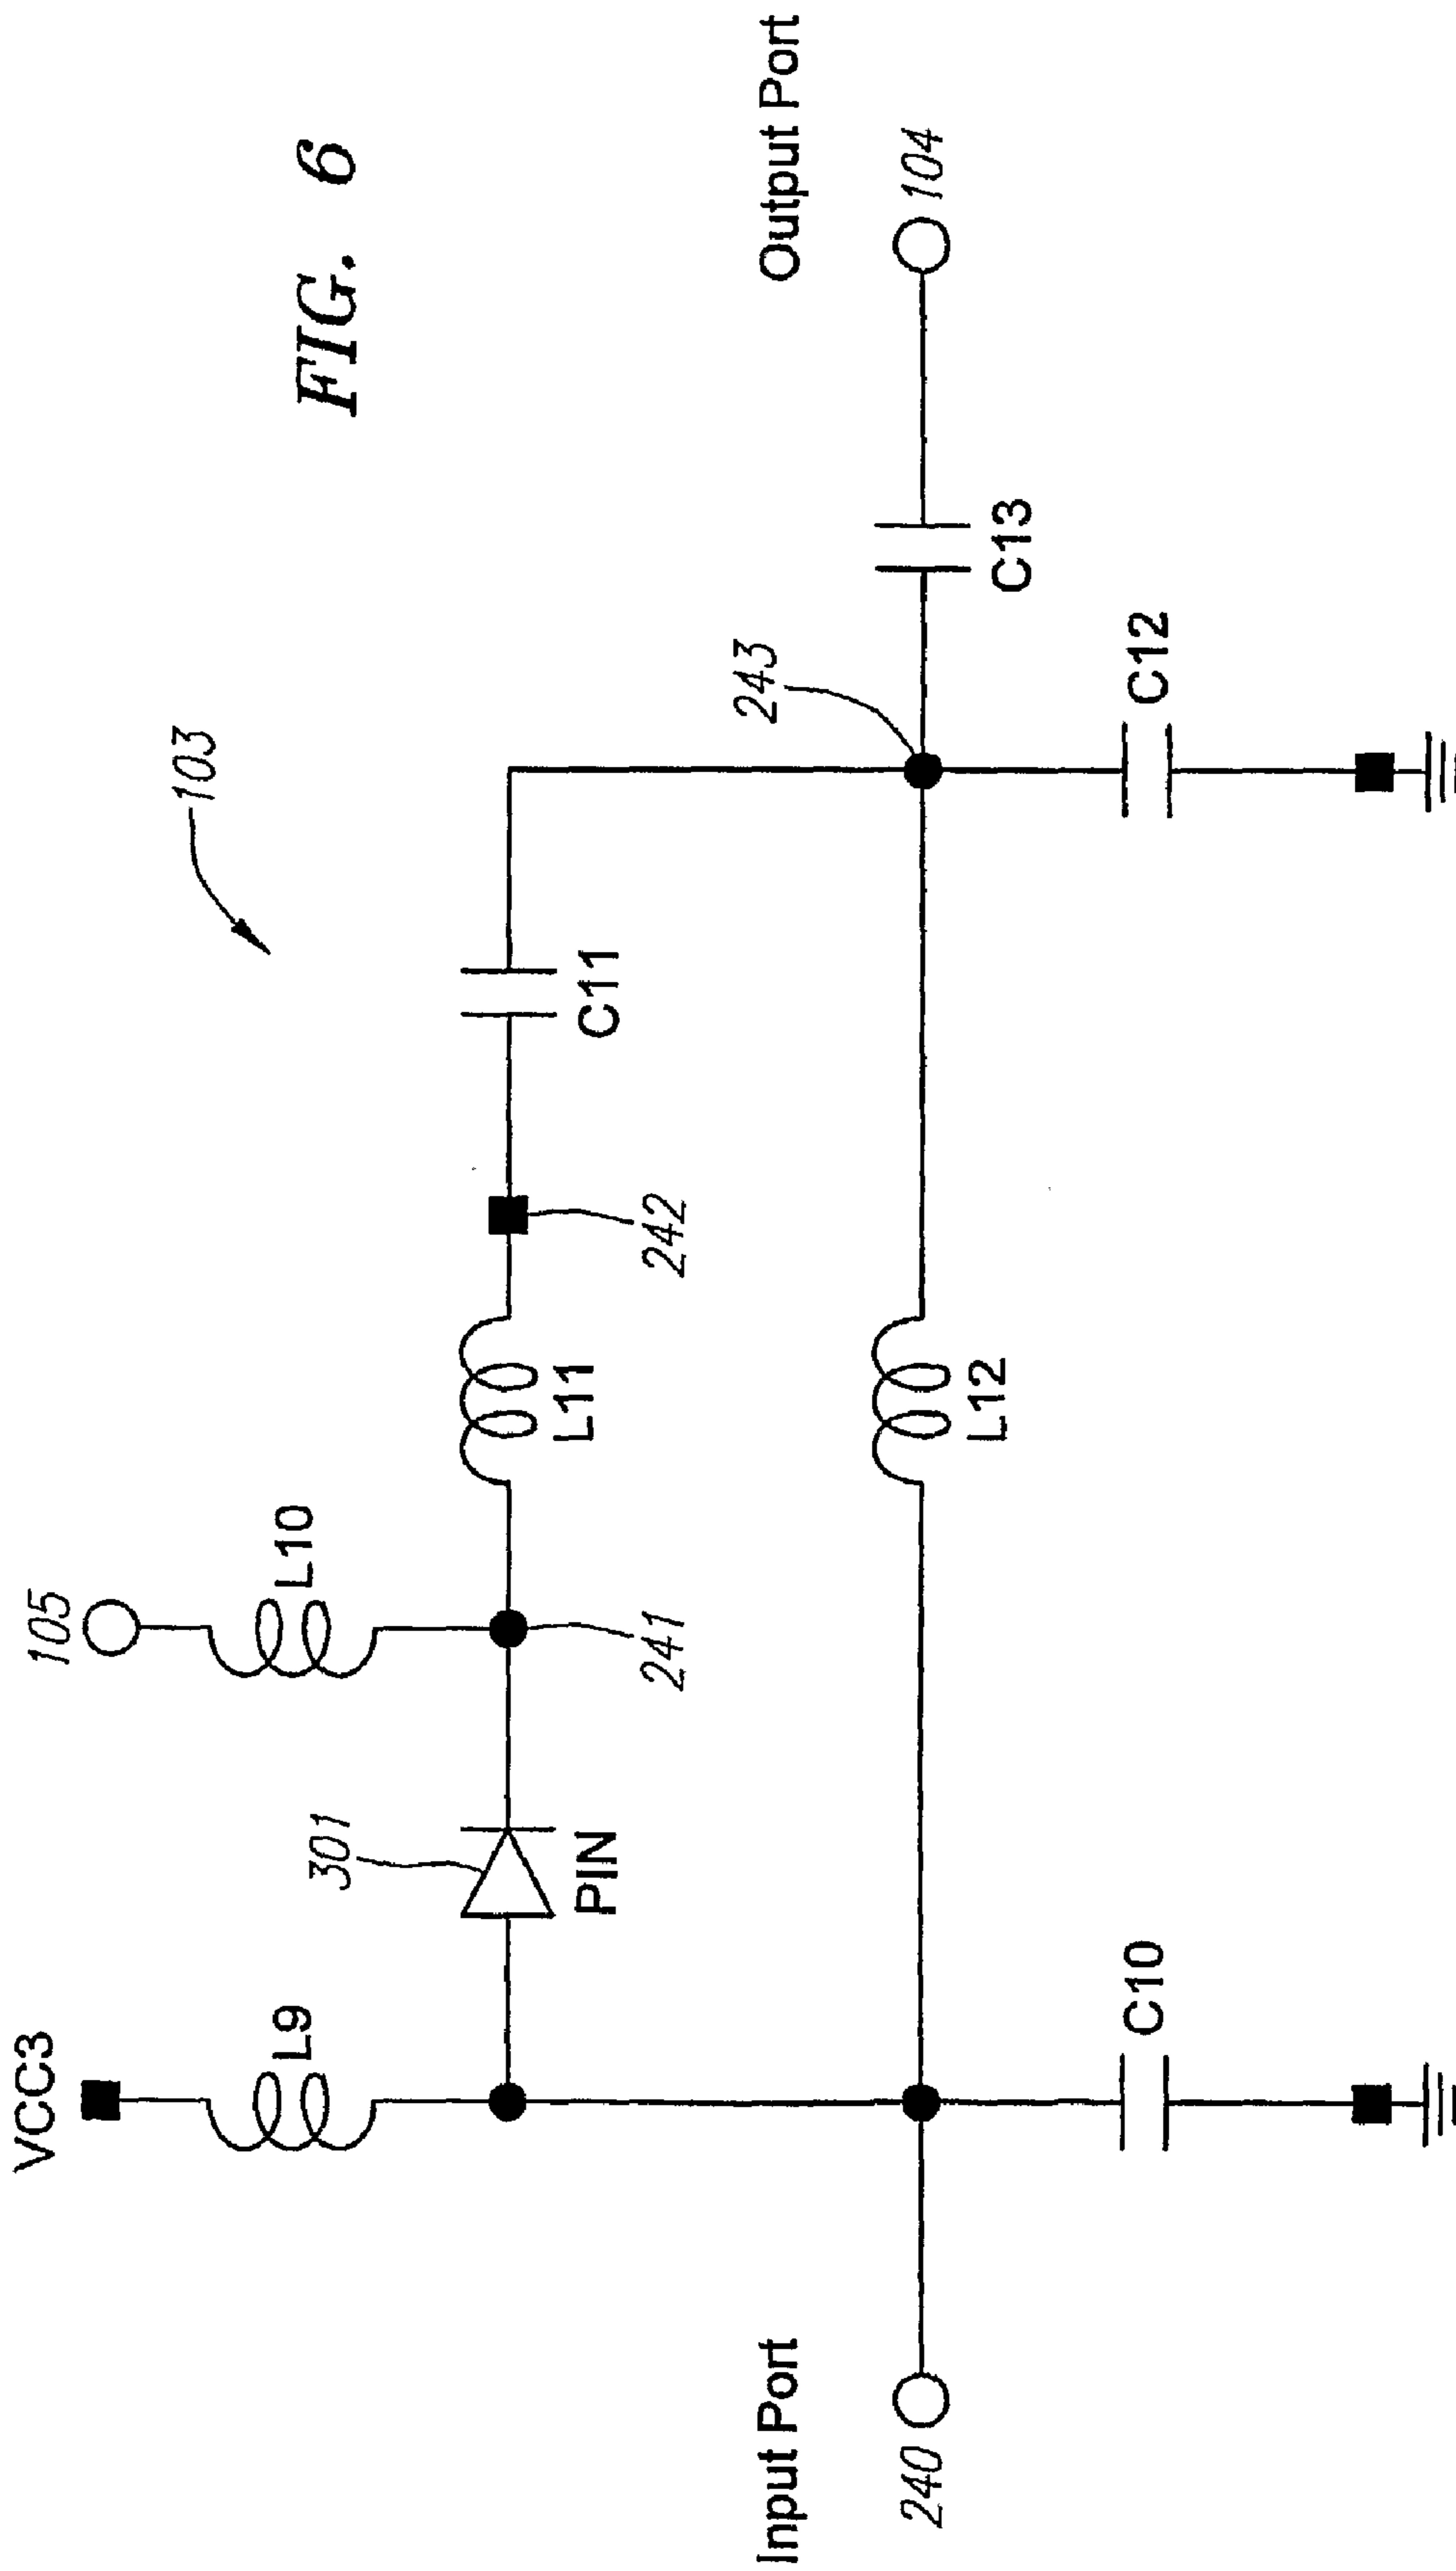 FIG. 6
103
VCC3
L9
105
L10
301
PIN
241
L11
242
C11
243
Output Port
104
C13
C12
L12
Input Port
240
C10